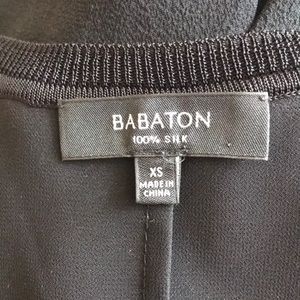 BABATON
100% SILK
XS
MADE IN
CHINA